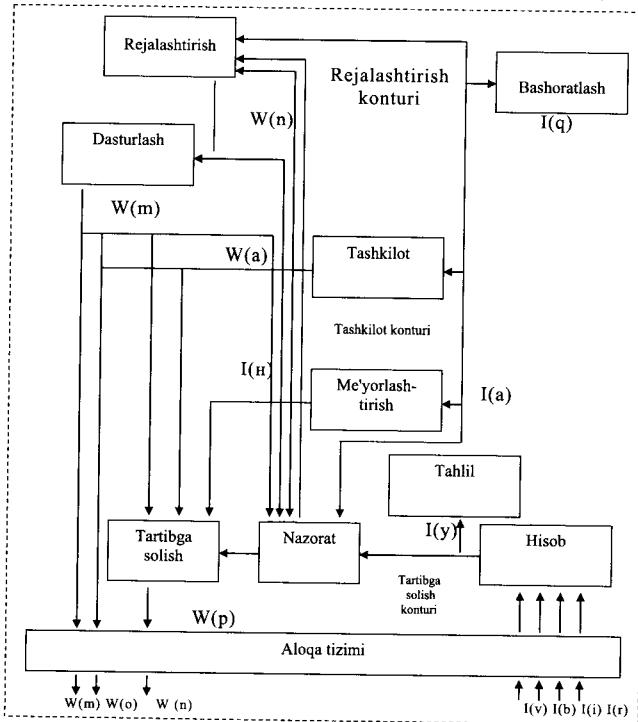 Rejalashtirish
Rejalashtirish
konturi
Bashoratlash
I(q)
W(n)
Dasturlash
W(m)
W(a)
Tashkilot
Tashkilot konturi
I(н)
Me'yorlash-
tirish
I(a)
Tahlil
I(y)
Tartibga
solish
Nazorat
Hisob
Tartibga
solish
konturi
W(p)
Aloqa tizimi
W(m) W(o) W (n)
I(v) I(b) I(i) I(r)